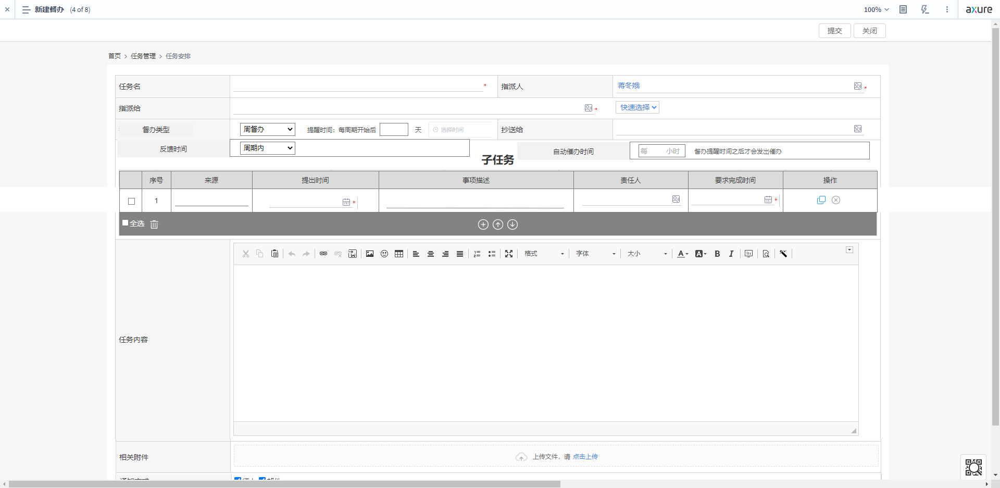 新建督办 (4 of 8) 100% axure
提交 关闭
首页 > 任务管理 > 任务安排
任务名 * 指派人 蒋冬娥 *
指派给 * 快速选择
督办类型 周督办 提醒时间：每周期开始后 天 选择时间 抄送给
反馈时间 周期内 自动催办时间 每 小时 督办提醒时间之后才会发出催办
子任务
序号 来源 提出时间 事项描述 责任人 要求完成时间 操作
1 * *
全选
格式 字体 大小 A A B I
任务内容
相关附件 上传文件，请 点击上传